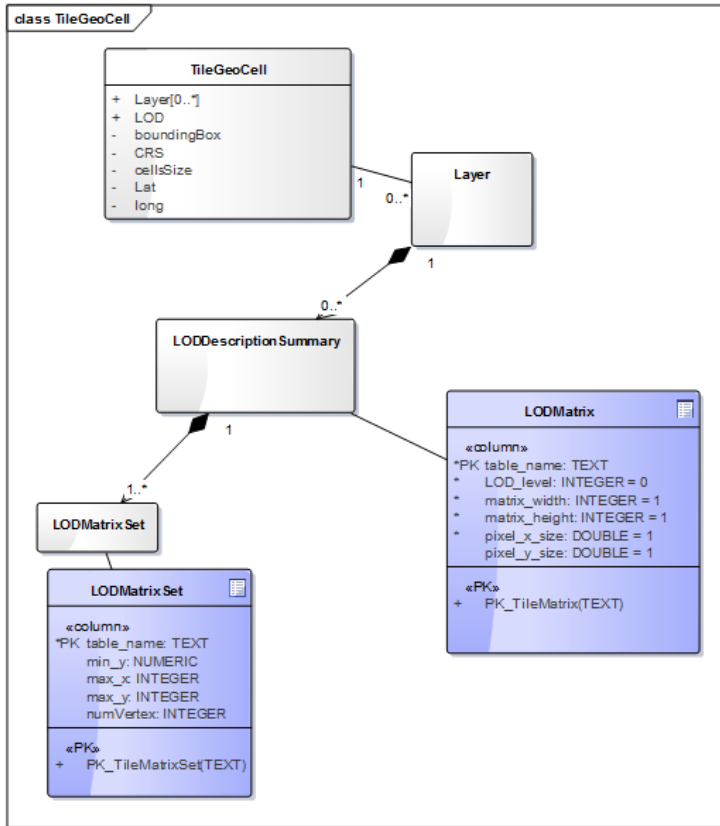 class TileGeoCell
TileGeoCell
+ Layer[0..*]
+ LOD
- boundingBox
- CRS
- cellsSize
- Lat
- long
1
0..*
Layer
1
0..*
LODDescriptionSummary
1
1..*
LODMatrixSet
LODMatrix
«column»
*PK table_name: TEXT
* LOD_level: INTEGER = 0
* matrix_width: INTEGER = 1
* matrix_height: INTEGER = 1
* pixel_x_size: DOUBLE = 1
pixel_y_size: DOUBLE = 1
«PK»
+ PK_TileMatrix(TEXT)
LODMatrixSet
«column»
*PK table_name: TEXT
min_y: NUMERIC
max_x: INTEGER
max_y: INTEGER
numVertex: INTEGER
«PK»
+ PK_TileMatrixSet(TEXT)